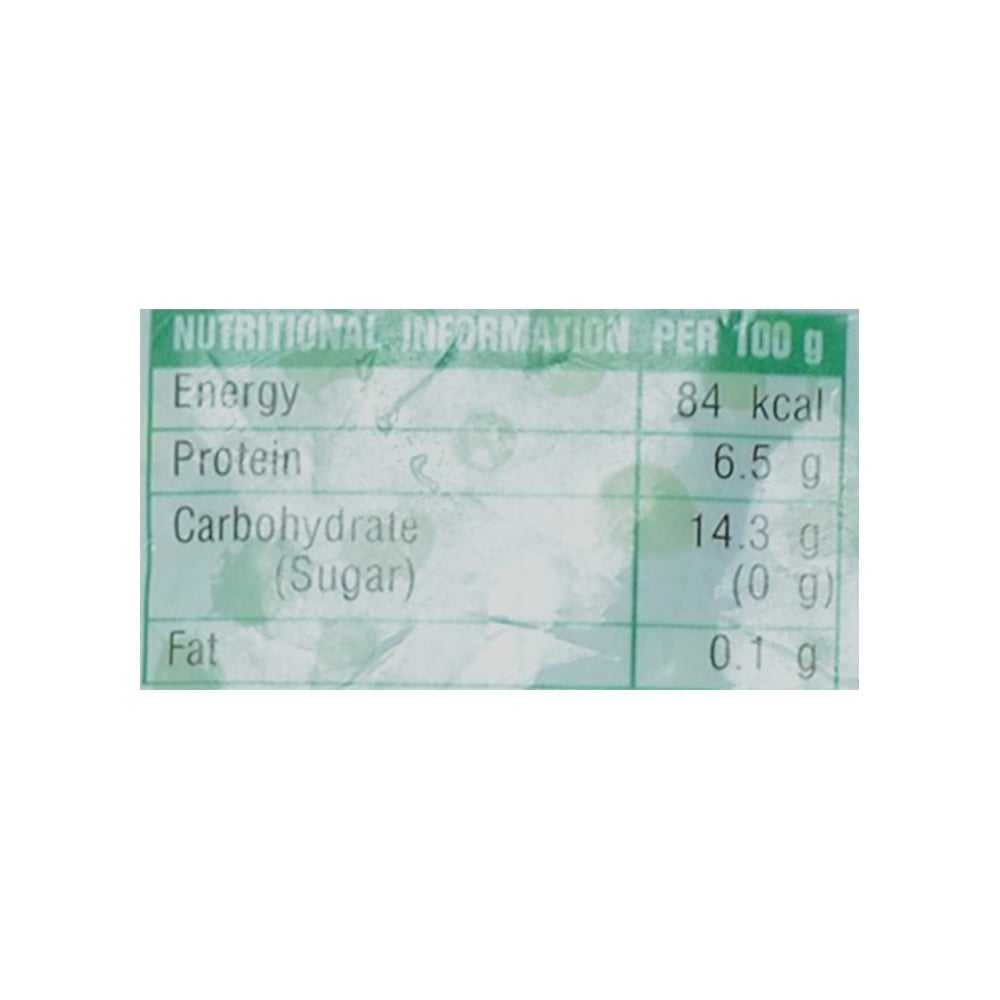 NUTRITIONAL INFORMATION PER 100 g
Energy 84 kcal
Protein 6.5 g
Carbohydrate 14.3 g
(Sugar) (0 g)
Fat 0.1 g